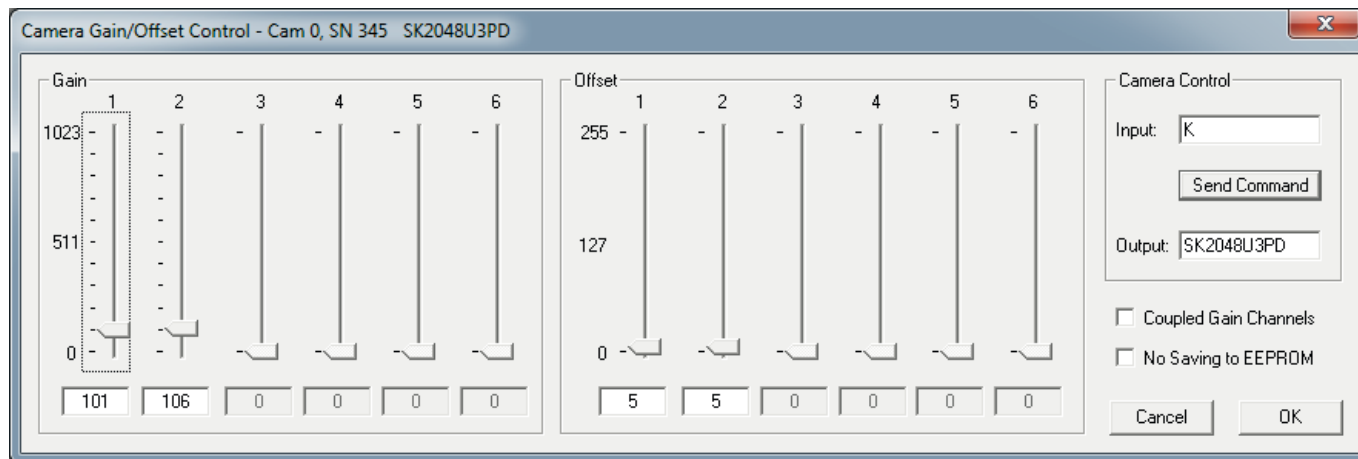 Camera Gain/Offset Control - Cam 0, SN 345 SK2048U3PD
Gain
1 2 3 4 5 6
1023
511
0
101 106 0 0 0 0
Offset
1 2 3 4 5 6
255
127
0
5 5 0 0 0 0
Camera Control
Input: K
Send Command
Output: SK2048U3PD
Coupled Gain Channels
No Saving to EEPROM
Cancel OK